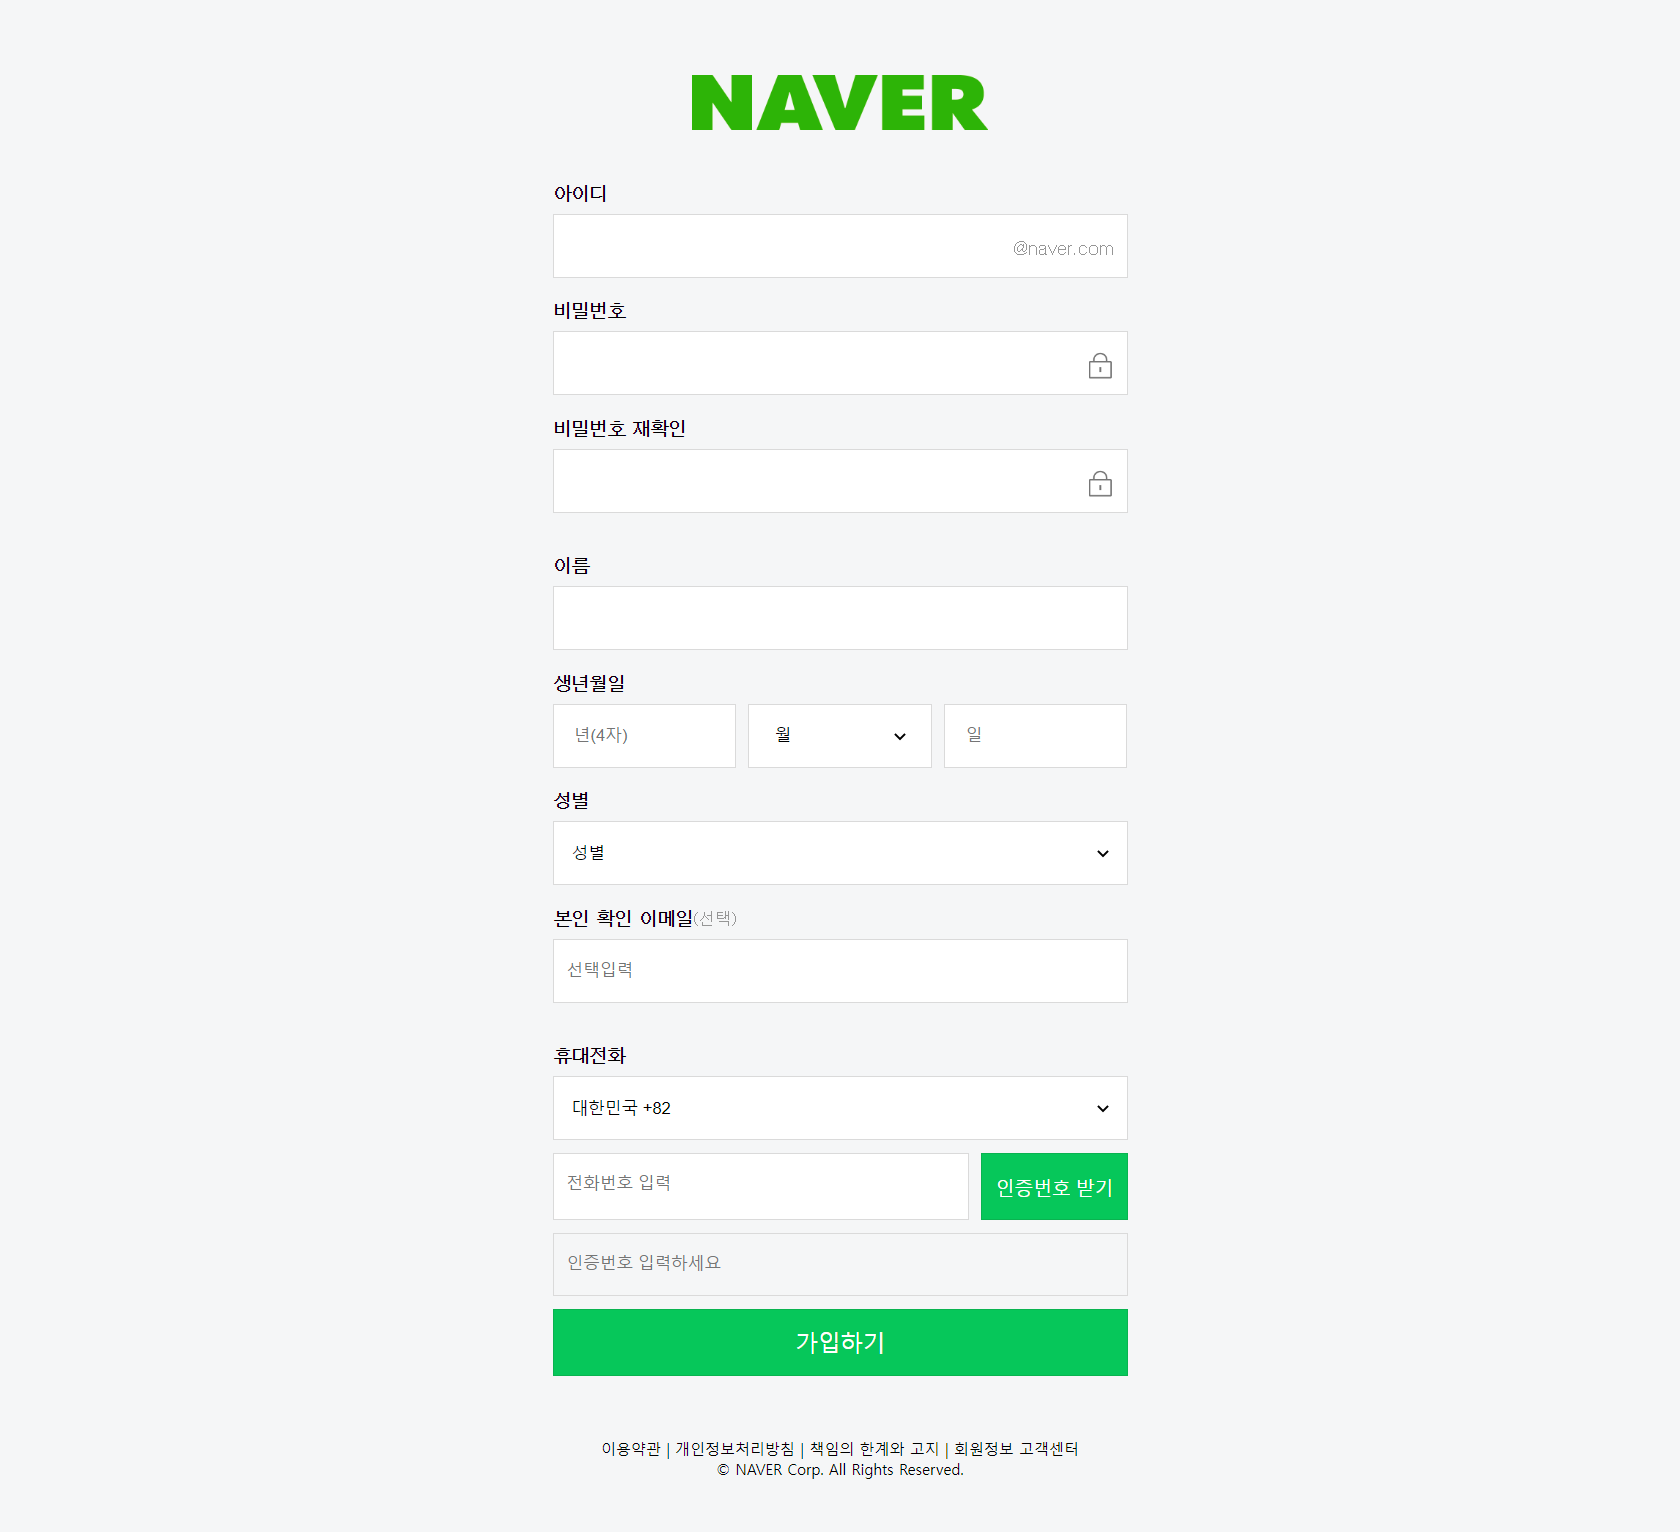 NAVER
아이디
@naver.com
비밀번호
비밀번호 재확인
이름
생년월일
년(4자) 월 일
성별
성별
본인 확인 이메일(선택)
선택입력
휴대전화
대한민국 +82
전화번호 입력 인증번호 받기
인증번호 입력하세요
가입하기
이용약관 | 개인정보처리방침 | 책임의 한계와 고지 | 회원정보 고객센터
© NAVER Corp. All Rights Reserved.